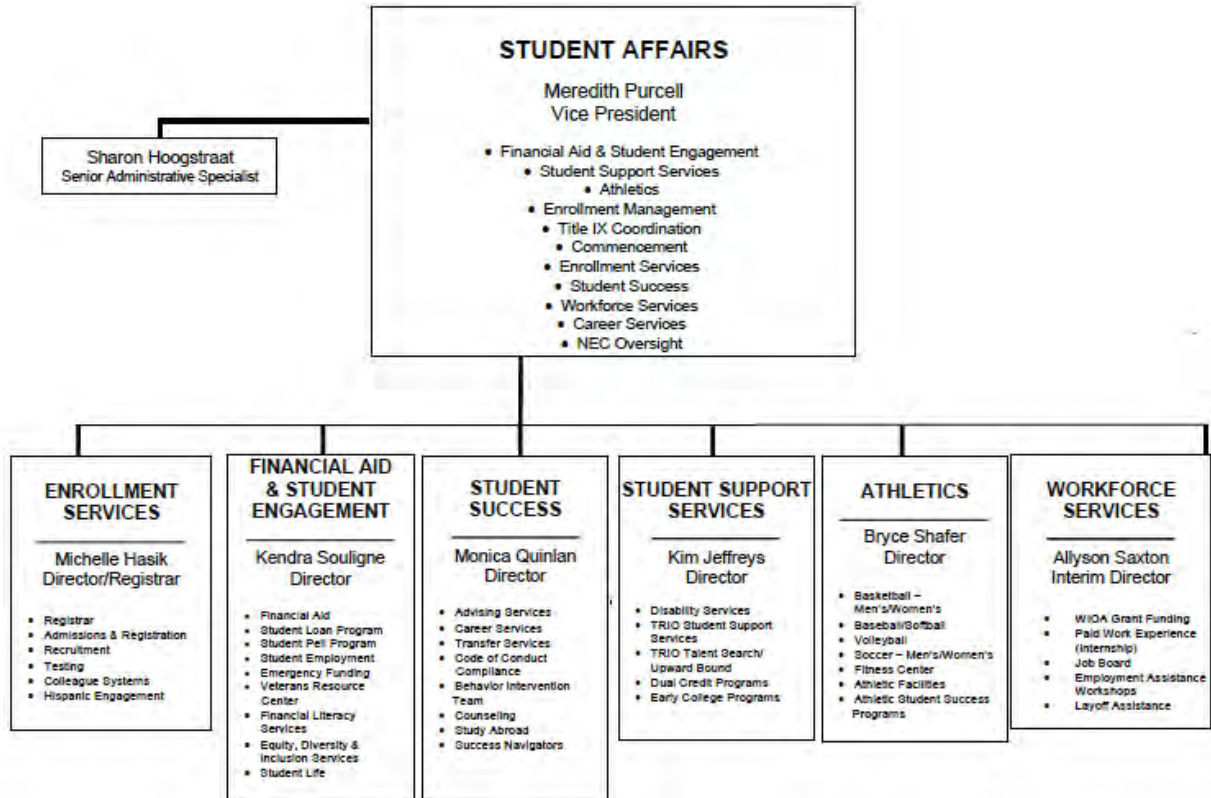 STUDENT AFFAIRS
Meredith Purcell
Vice President
• Financial Aid & Student Engagement
• Student Support Services
• Athletics
• Enrollment Management
• Title IX Coordination
• Commencement
• Enrollment Services
• Student Success
• Workforce Services
• Career Services
• NEC Oversight
Sharon Hoogstraat
Senior Administrative Specialist
ENROLLMENT
SERVICES
Michelle Hasik
Director/Registrar
• Registrar
• Admissions & Registration
• Recruitment
• Testing
• Colleague Systems
• Hispanic Engagement
FINANCIAL AID
& STUDENT
ENGAGEMENT
Kendra Souligne
Director
• Financial Aid
• Student Loan Program
• Student Pell Program
• Student Employment
• Emergency Funding
• Veterans Resource
Center
• Financial Literacy
Services
• Equity, Diversity &
Inclusion Services
• Student Life
STUDENT
SUCCESS
Monica Quinlan
Director
• Advising Services
• Career Services
• Transfer Services
• Code of Conduct
Compliance
• Behavior Intervention
Team
• Counseling
• Study Abroad
• Success Navigators
STUDENT SUPPORT
SERVICES
Kim Jeffreys
Director
• Disability Services
• TRIO Student Support
Services
• TRIO Talent Search/
Upward Bound
• Dual Credit Programs
• Early College Programs
ATHLETICS
Bryce Shafer
Director
• Basketball –
Men's/Women's
• Baseball/Softball
• Volleyball
• Soccer – Men's/Women's
• Fitness Center
• Athletic Facilities
• Athletic Student Success
Programs
WORKFORCE
SERVICES
Allyson Saxton
Interim Director
• WIOA Grant Funding
• Paid Work Experience
(Internship)
• Job Board
• Employment Assistance
Workshops
• Layoff Assistance